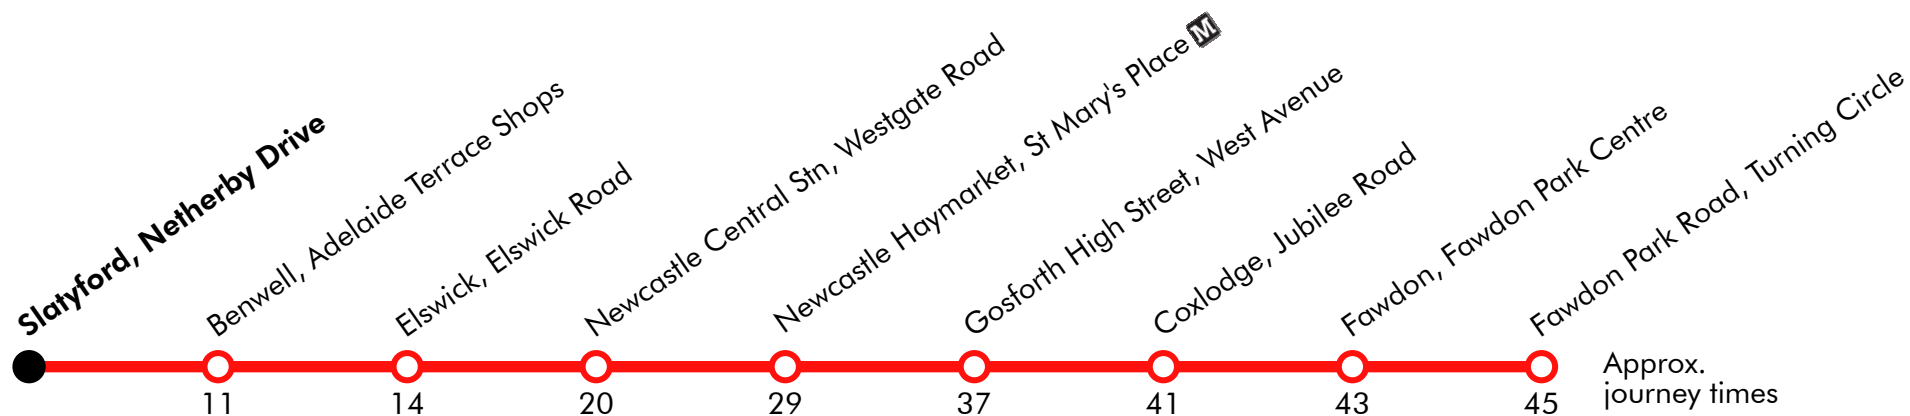 Slatyford, Netherby Drive
Benwell, Adelaide Terrace Shops
Elswick, Elswick Road
Newcastle Central Stn, Westgate Road
Newcastle Haymarket, St Mary's Place M
Gosforth High Street, West Avenue
Coxlodge, Jubilee Road
Fawdon, Fawdon Park Centre
Fawdon Park Road, Turning Circle
11 14 20 29 37 41 43 45
Approx.
journey times